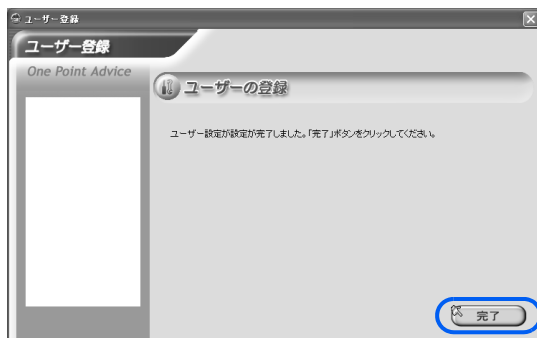 ユーザー登録
ユーザー登録
One Point Advice
ユーザーの登録
ユーザー設定が設定が完了しました。「完了」ボタンをクリックしてください。
完了